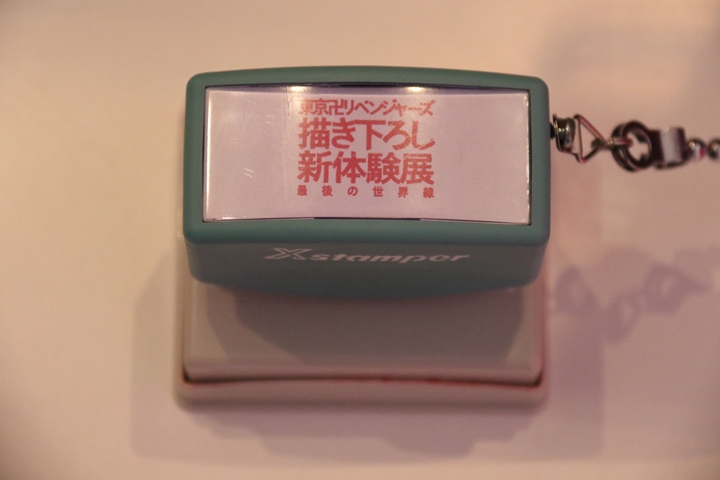 東京卍リベンジャーズ
描き下ろし
新体験展
最後の世界線
Xstamper